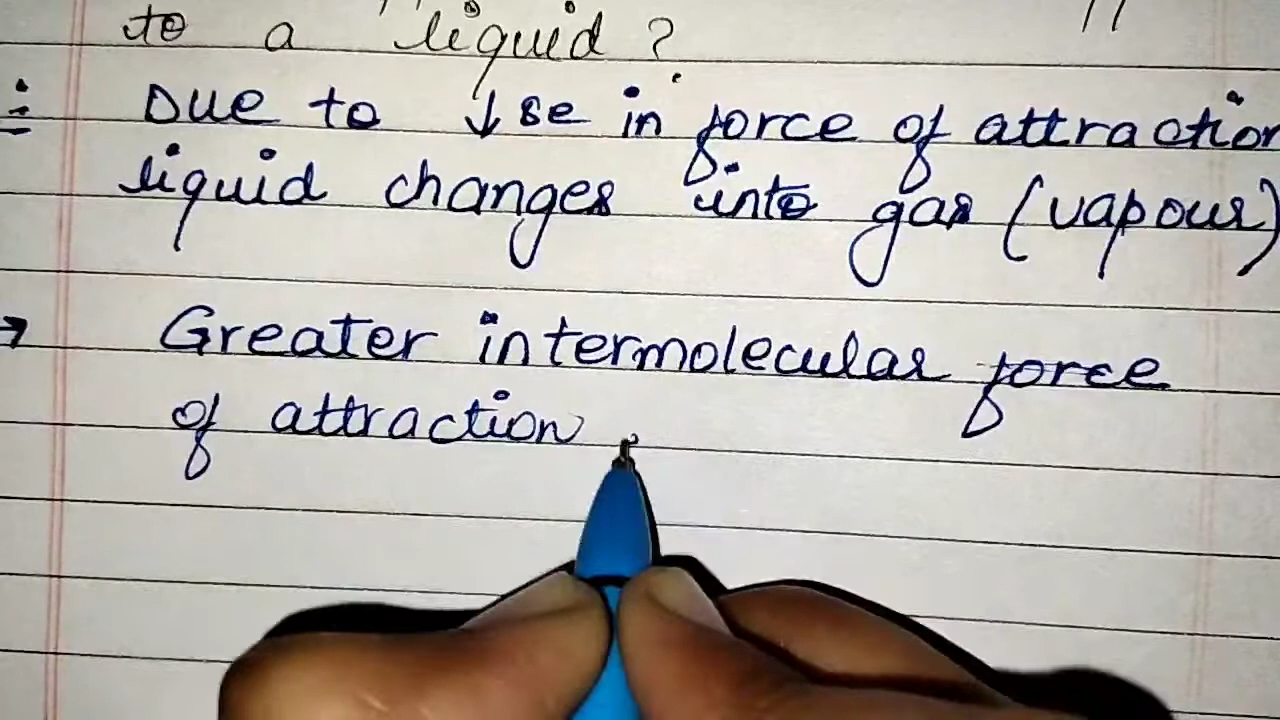 to a liquid?
∴ Due to ↓se in force of attraction
liquid changes into gas (vapour)
→ Greater intermolecular force
of attraction